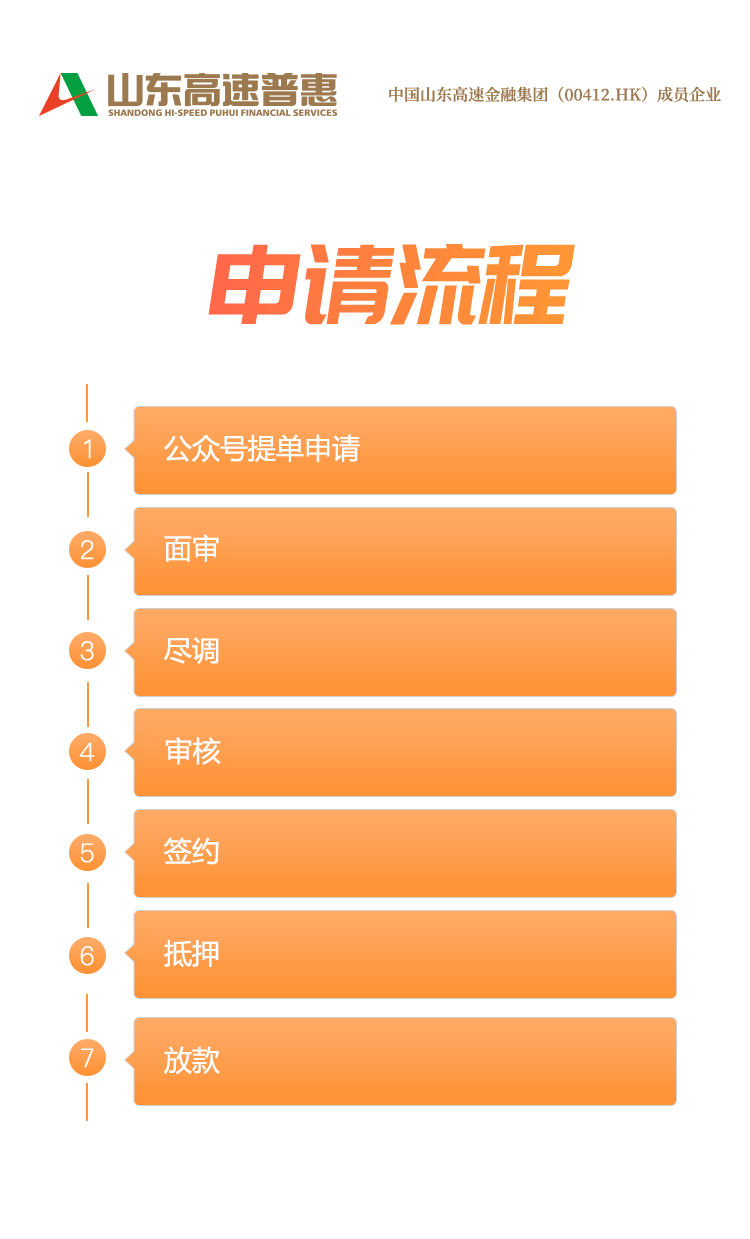 山东高速普惠
SHANDONG HI-SPEED PUHUI FINANCIAL SERVICES
中国山东高速金融集团（00412.HK）成员企业
申请流程
1 公众号提单申请
2 面审
3 尽调
4 审核
5 签约
6 抵押
7 放款